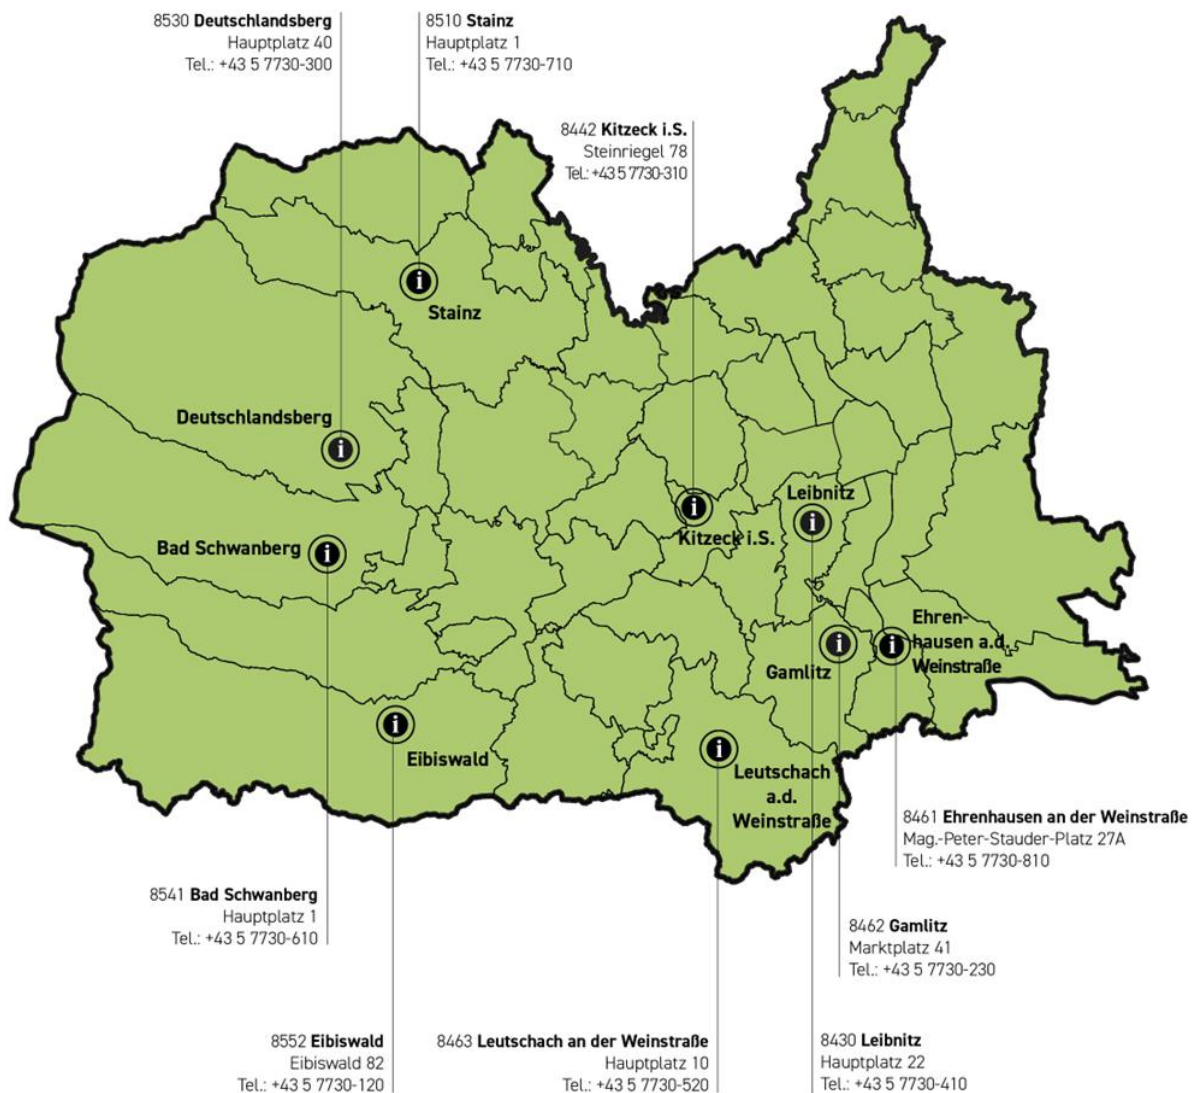 8530 Deutschlandsberg
Hauptplatz 40
Tel.: +43 5 7730-300
8510 Stainz
Hauptplatz 1
Tel.: +43 5 7730-710
8442 Kitzeck i.S.
Steinriegel 78
Tel.: +43 5 7730-310
i
Stainz
Deutschlandsberg
i
Leibnitz
i
i
Kitzeck i.S.
Bad Schwanberg
i
Ehren-
hausen a.d.
Weinstraße
i
i
Gamlitz
i
Eibiswald
i
Leutschach
a.d.
Weinstraße
8461 Ehrenhausen an der Weinstraße
Mag.-Peter-Stauder-Platz 27A
Tel.: +43 5 7730-810
8541 Bad Schwanberg
Hauptplatz 1
Tel.: +43 5 7730-610
8462 Gamlitz
Marktplatz 41
Tel.: +43 5 7730-230
8552 Eibiswald
Eibiswald 82
Tel.: +43 5 7730-120
8463 Leutschach an der Weinstraße
Hauptplatz 10
Tel.: +43 5 7730-520
8430 Leibnitz
Hauptplatz 22
Tel.: +43 5 7730-410